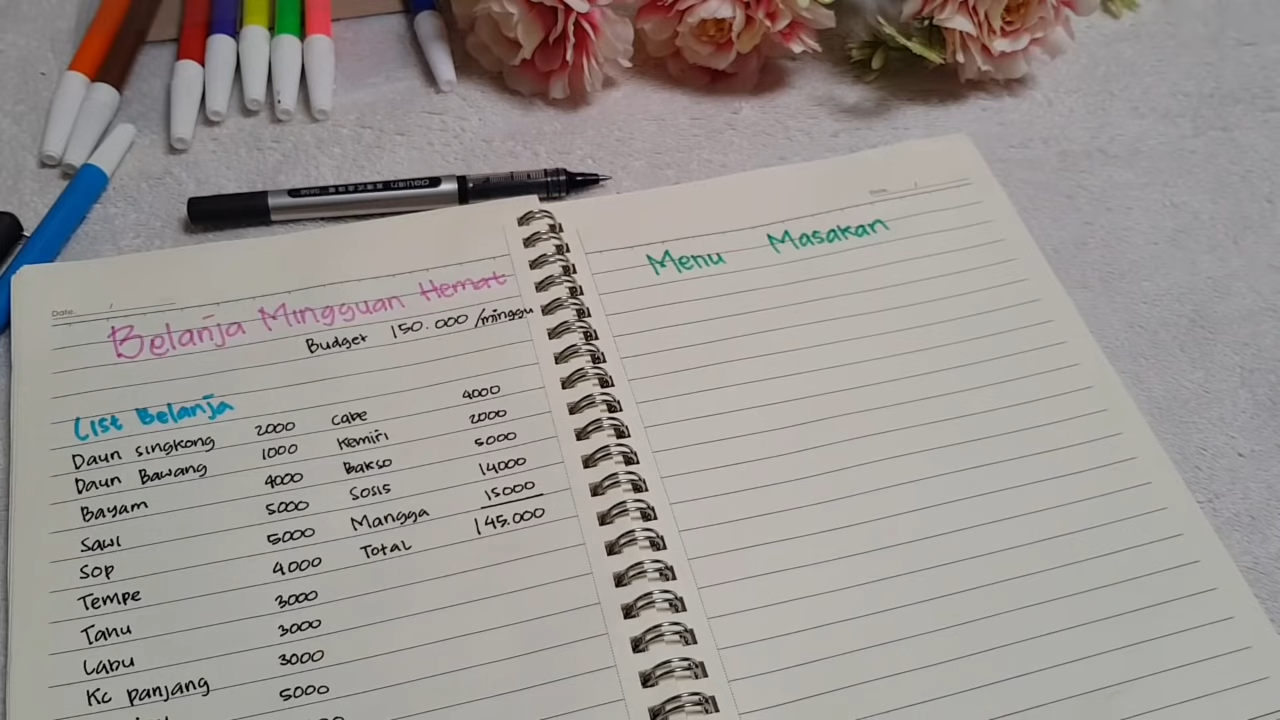 Date. /
Belanja Mingguan Hemat
Budget 150.000 /minggu
List Belanja
Daun singkong 2000 cabe 4000
Daun Bawang 1000 Kemiri 2000
Bayam 4000 Bakso 5000
Sawi 5000 Sosis 14000
Sop 5000 Mangga 15000
Tempe 4000 Total 145.000
Tahu 3000
Labu 3000
Kc panjang 3000
5000
Date. /
Menu Masakan
deli